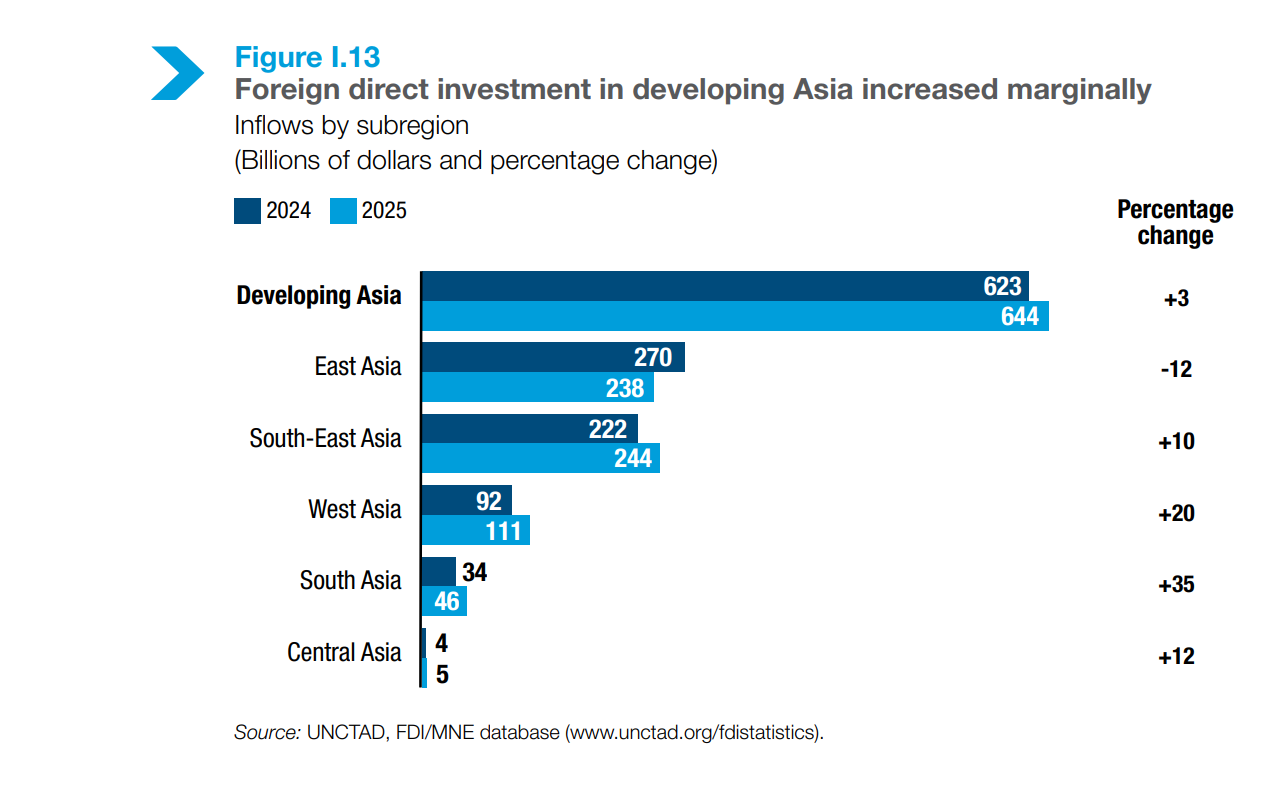 Figure I.13
Foreign direct investment in developing Asia increased marginally
Inflows by subregion
(Billions of dollars and percentage change)
2024 2025
Percentage
change
Developing Asia 623 +3
644
East Asia 270 -12
238
South-East Asia 222 +10
244
West Asia 92 +20
111
South Asia 34 +35
46
Central Asia 4 +12
5
Source: UNCTAD, FDI/MNE database (www.unctad.org/fdistatistics).